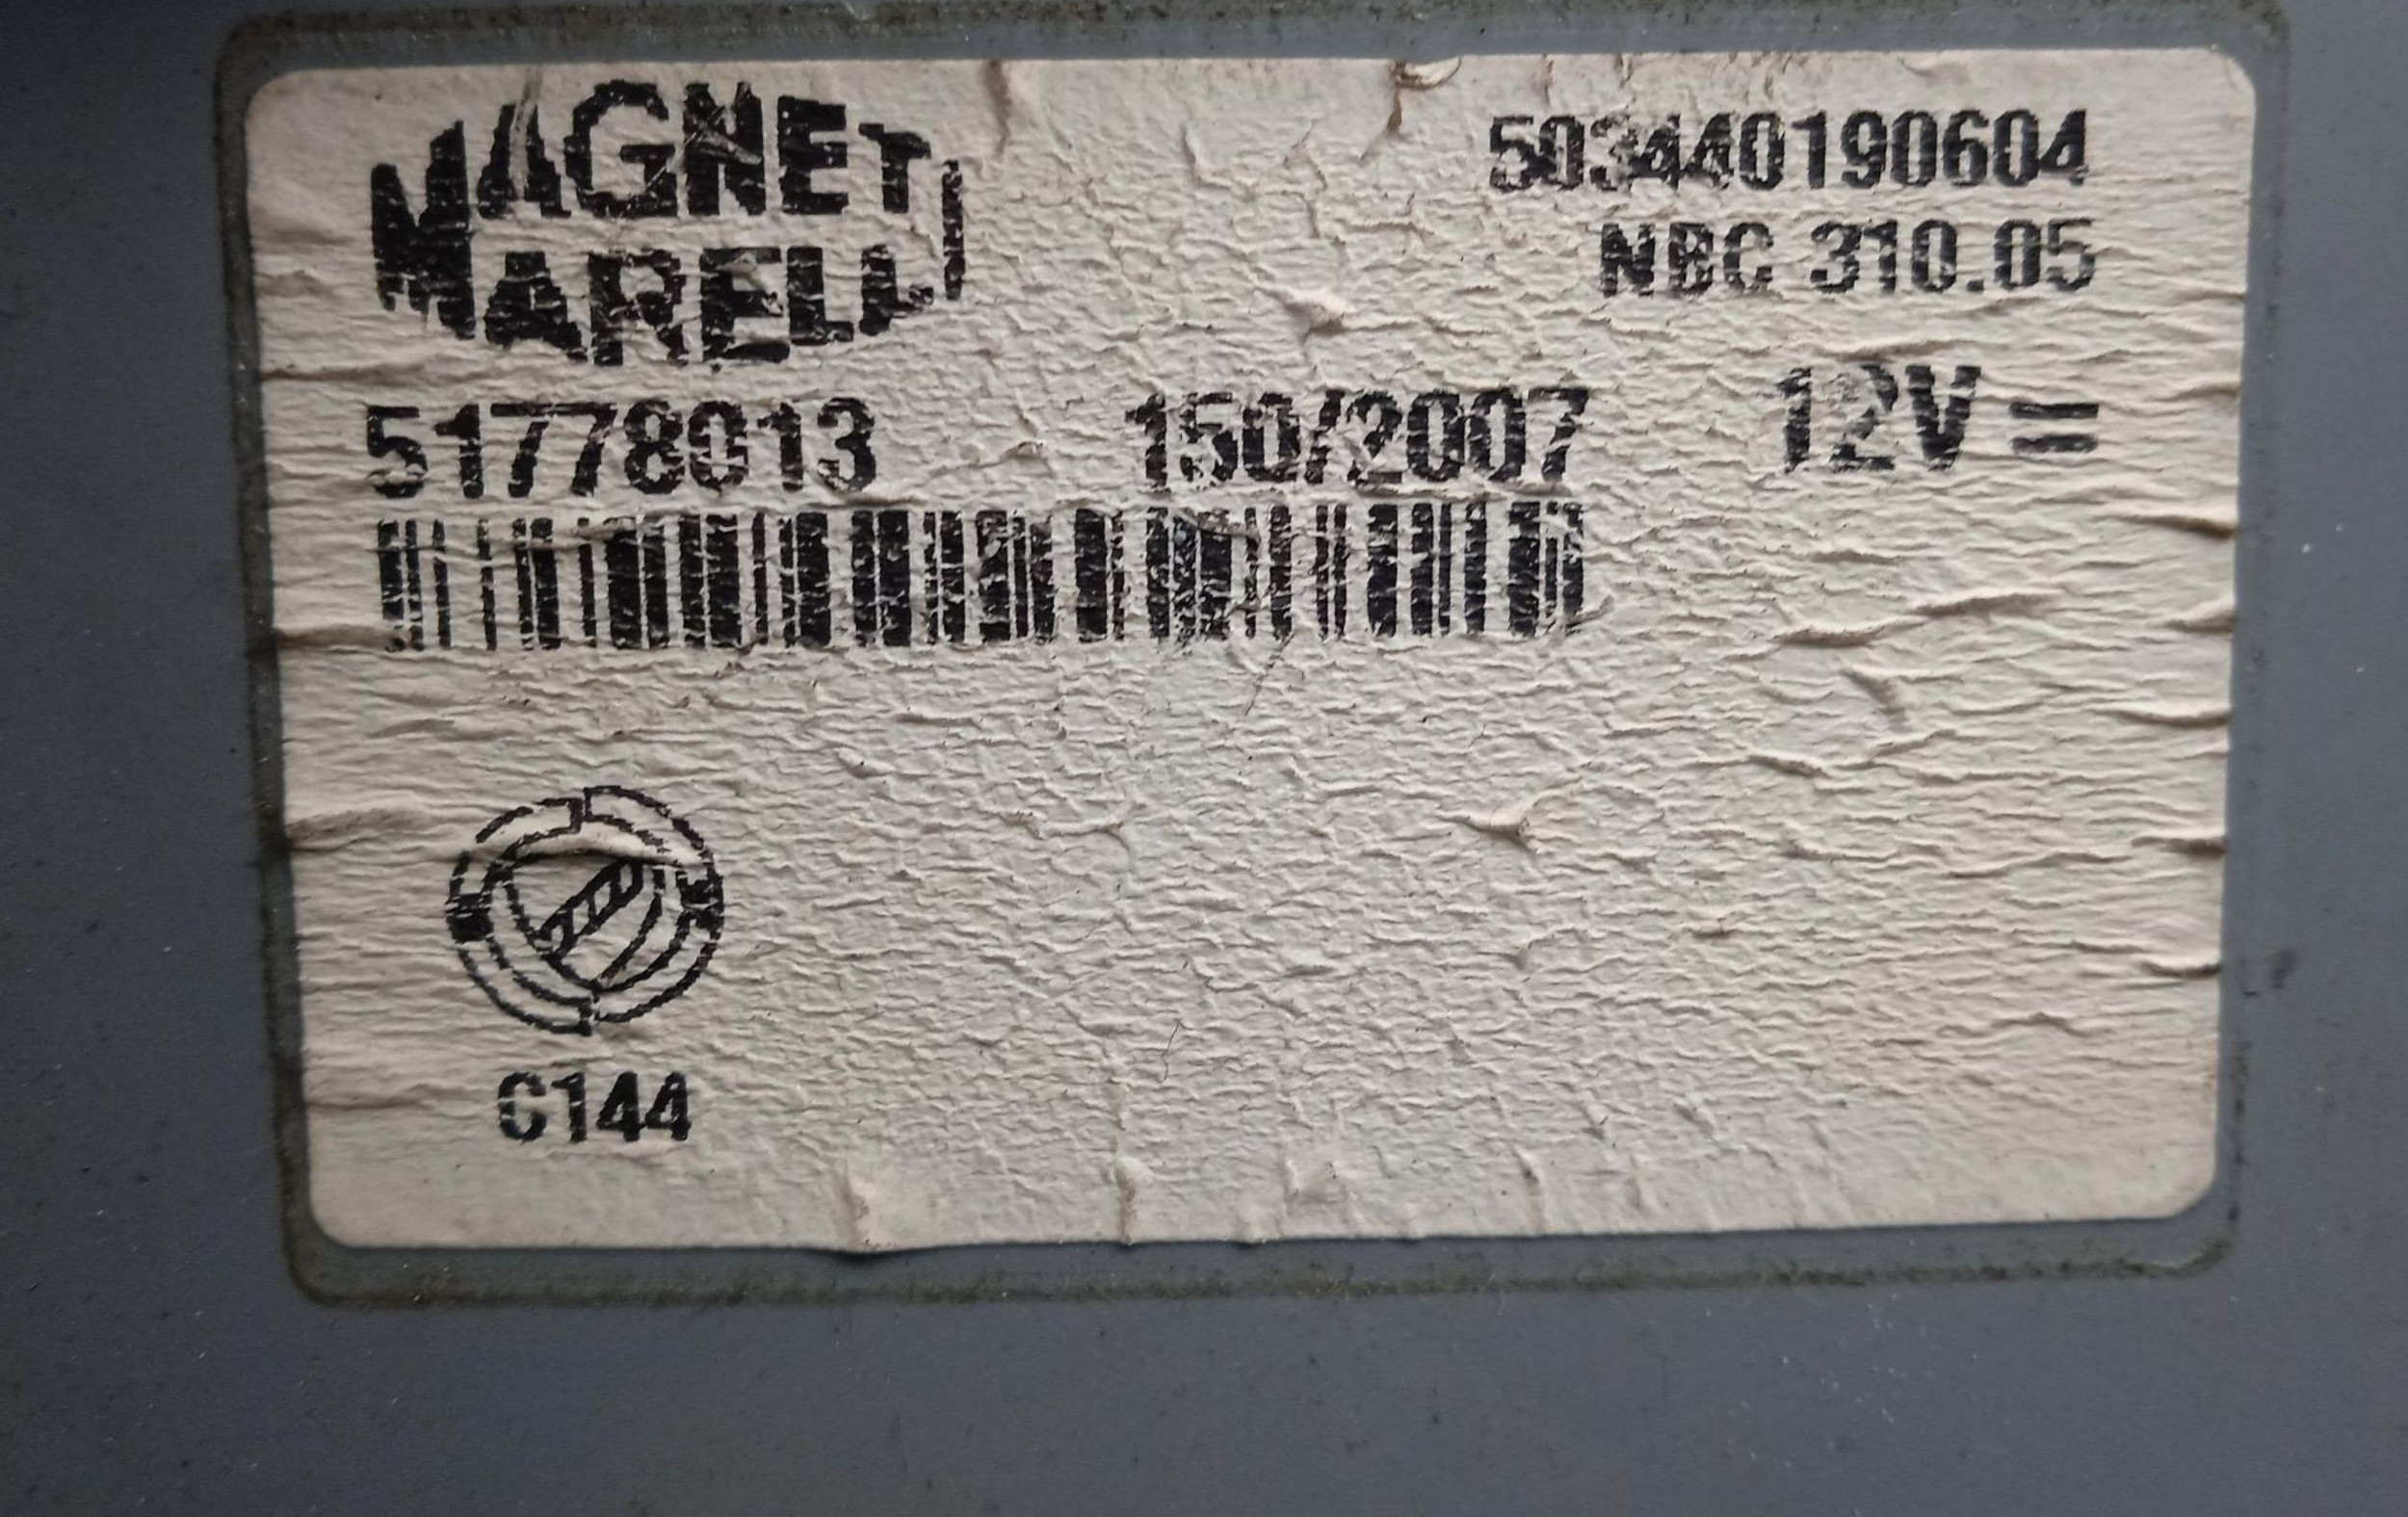 MAGNETI
MARELLI
503440190604
NBC 310.05
51778013 150/2007 12V =
C144